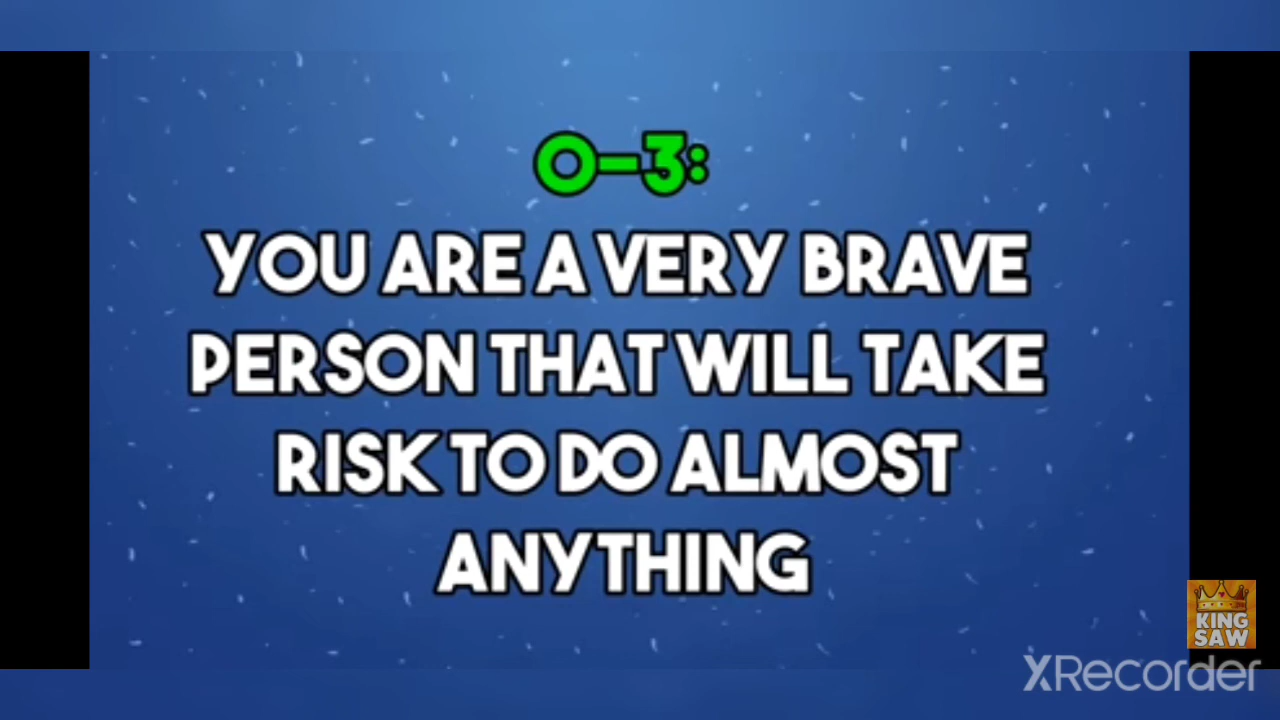 0-3:
YOU ARE A VERY BRAVE
PERSON THAT WILL TAKE
RISK TO DO ALMOST
ANYTHING
KING
SAW
XRecorder